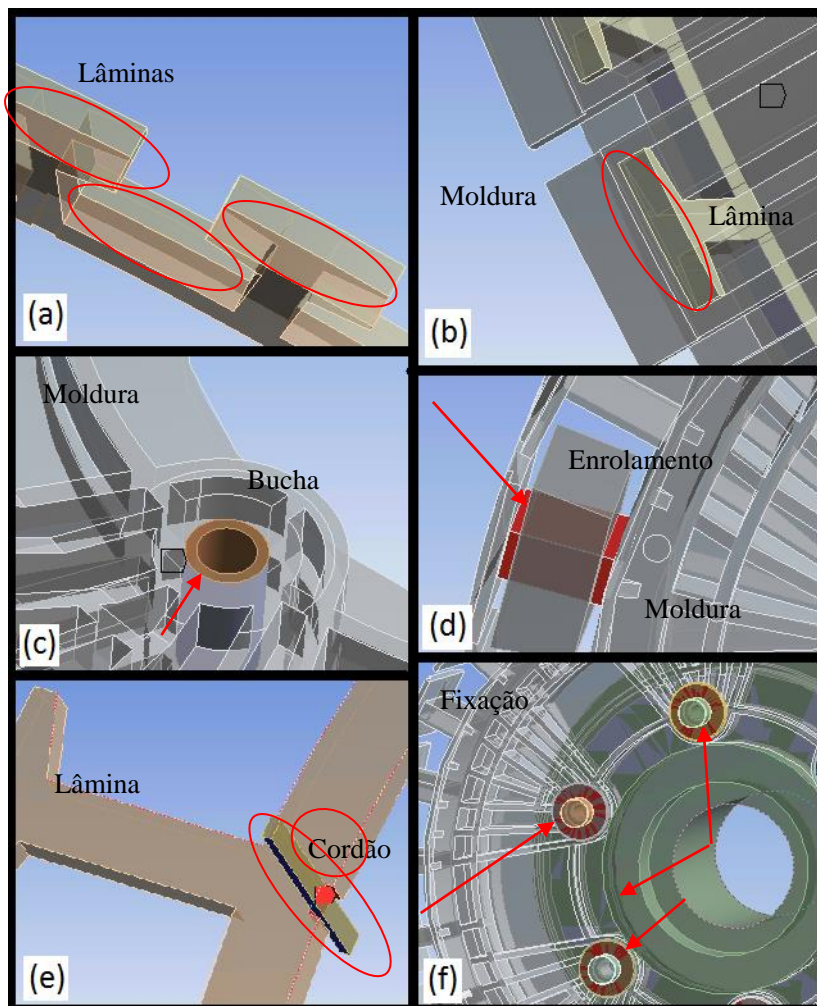 Lâminas
(a)
Moldura
Lâmina
(b)
Moldura
Bucha
(c)
Enrolamento
Moldura
(d)
Lâmina
Cordão
(e)
Fixação
(f)